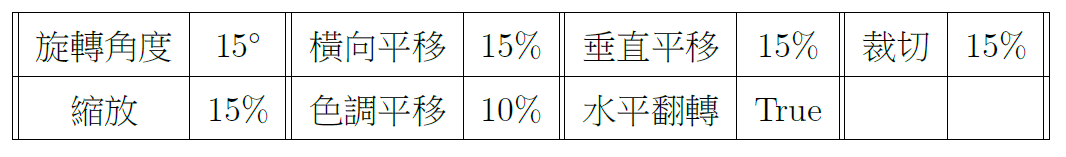 旋轉角度 15° 橫向平移 15% 垂直平移 15% 裁切 15%
縮放 15% 色調平移 10% 水平翻轉 True